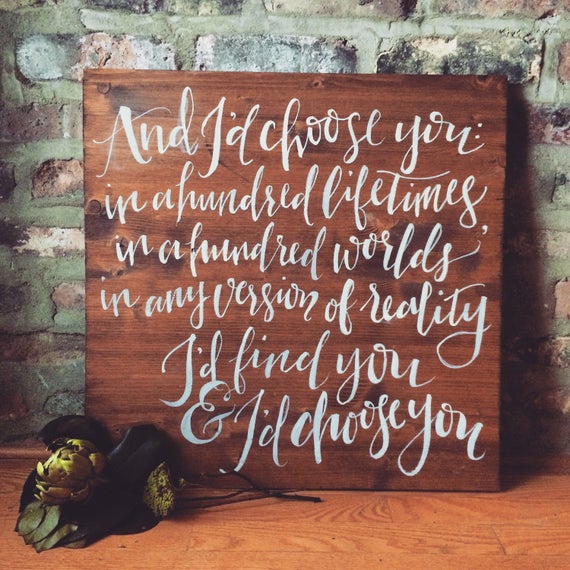 And I'd choose you:
in a hundred lifetimes,
in a hundred worlds
in any version of reality
I'd find you
& I'd choose you